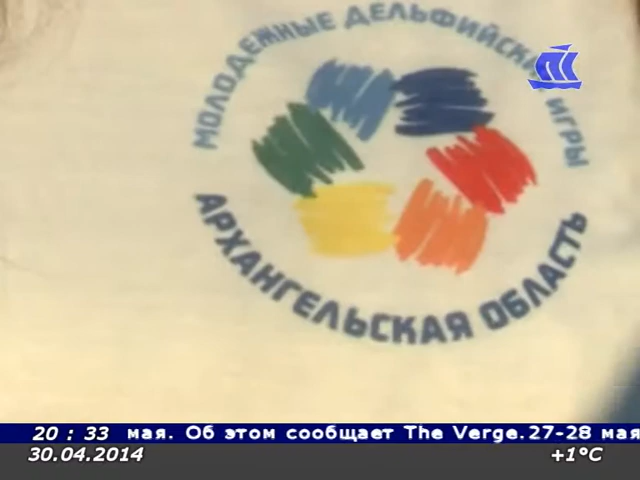 МОЛОДЕЖНЫЕ ДЕЛЬФИЙСКИЕ ИГРЫ
АРХАНГЕЛЬСКАЯ ОБЛАСТЬ
20 : 33 мая. Об этом сообщает The Verge.27-28 мая
30.04.2014 +1°C